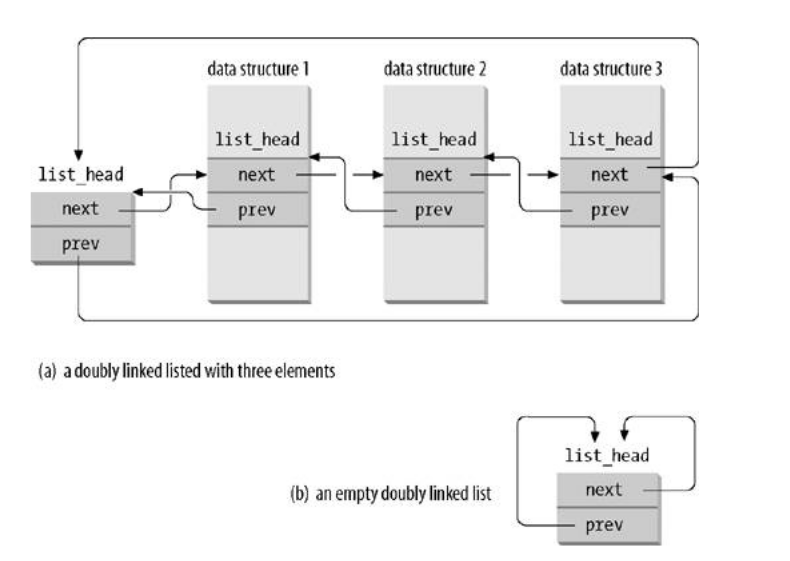 data structure 1
data structure 2
data structure 3
list_head
list_head
list_head
list_head
next
next
next
next
prev
prev
prev
prev
(a) a doubly linked listed with three elements
list_head
next
(b) an empty doubly linked list
prev